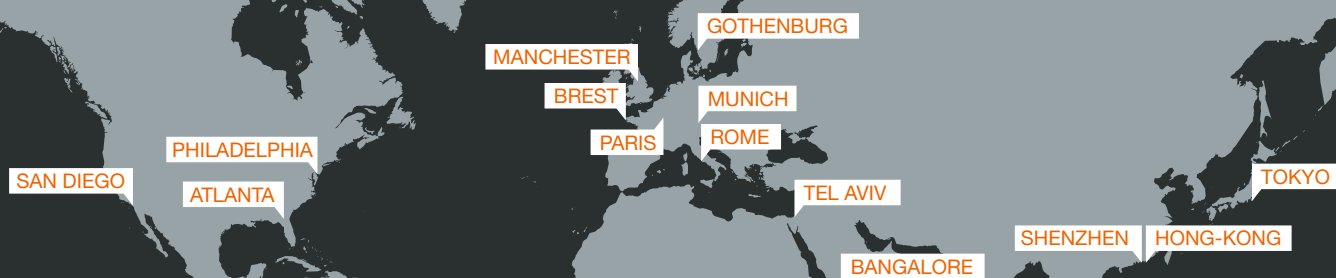 GOTHENBURG
MANCHESTER
BREST
MUNICH
PARIS
ROME
PHILADELPHIA
SAN DIEGO
ATLANTA
TEL AVIV
TOKYO
SHENZHEN
HONG-KONG
BANGALORE